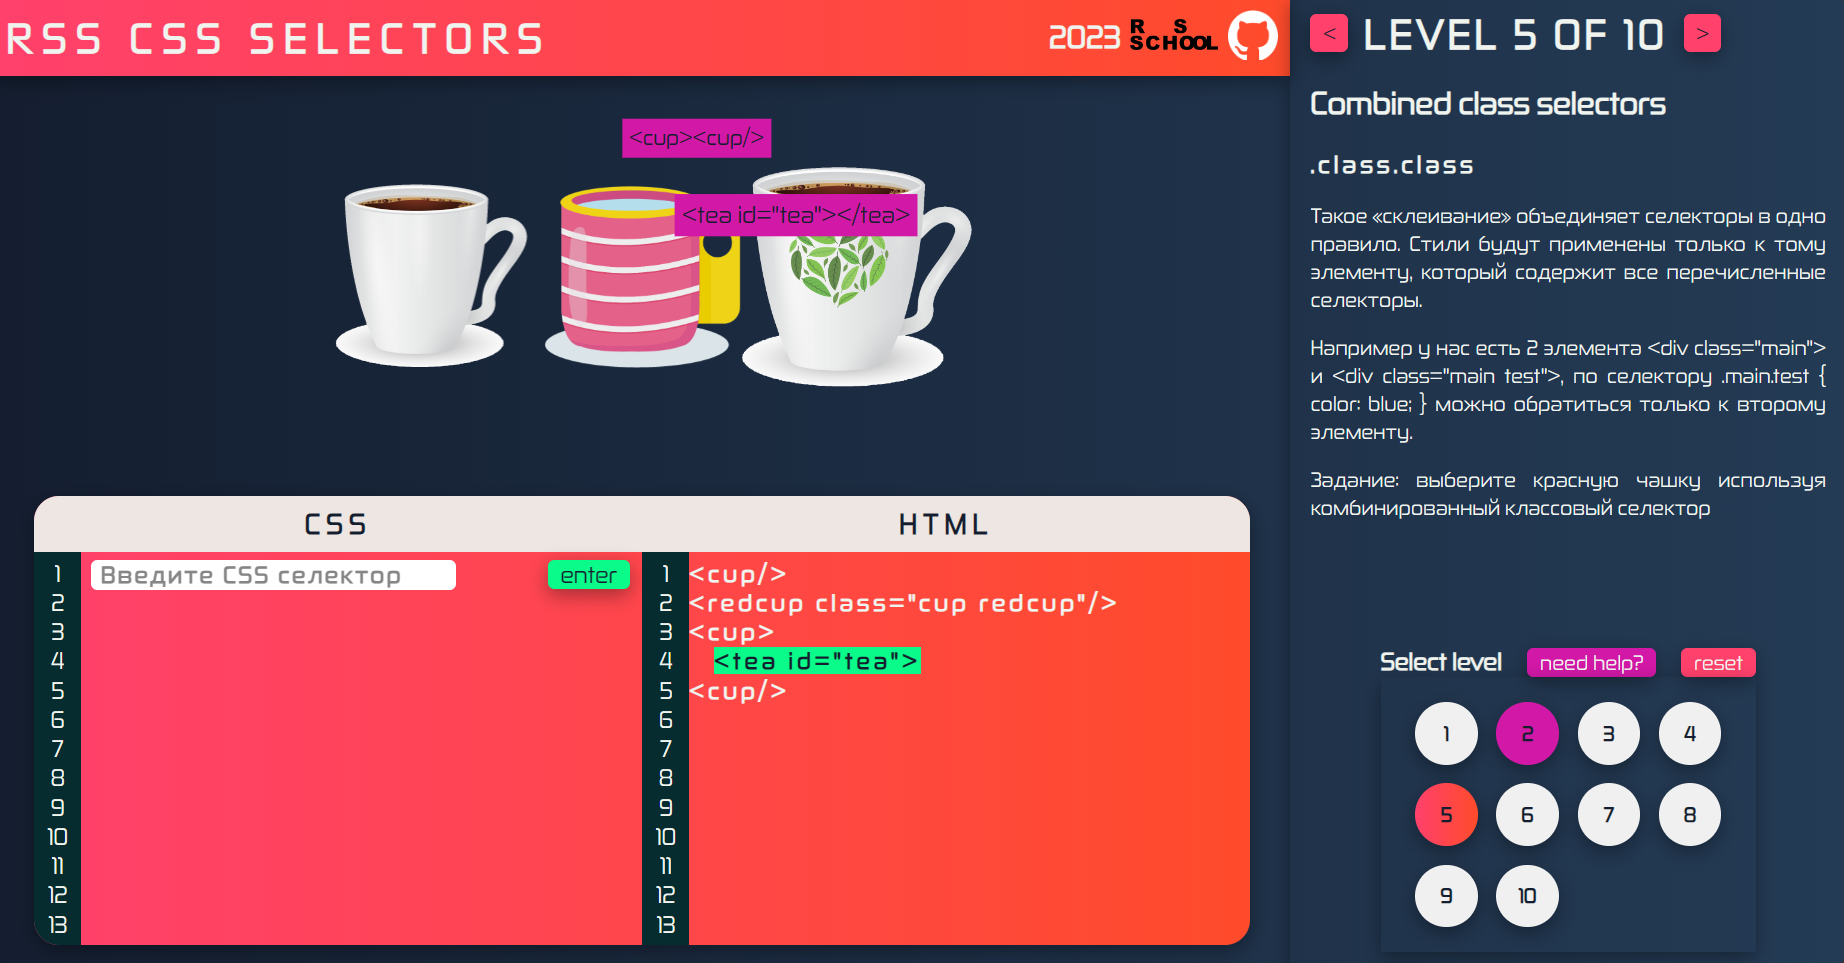 RSS CSS SELECTORS
2023
R S
SCHOOL
<cup><cup/>
<tea id="tea"></tea>
CSS
HTML
1
2
3
4
5
6
7
8
9
10
11
12
13
Введите CSS селектор
enter
1
2
3
4
5
6
7
8
9
10
11
12
13
<cup/>
<redcup class="cup redcup"/>
<cup>
<tea id="tea">
<cup/>
< LEVEL 5 OF 10 >
Combined class selectors
.class.class
Такое «склеивание» объединяет селекторы в одно
правило. Стили будут применены только к тому
элементу, который содержит все перечисленные
селекторы.
Например у нас есть 2 элемента <div class="main">
и <div class="main test">, по селектору .main.test {
color: blue; } можно обратиться только к второму
элементу.
Задание: выберите красную чашку используя
комбинированный классовый селектор
Select level need help? reset
1 2 3 4
5 6 7 8
9 10